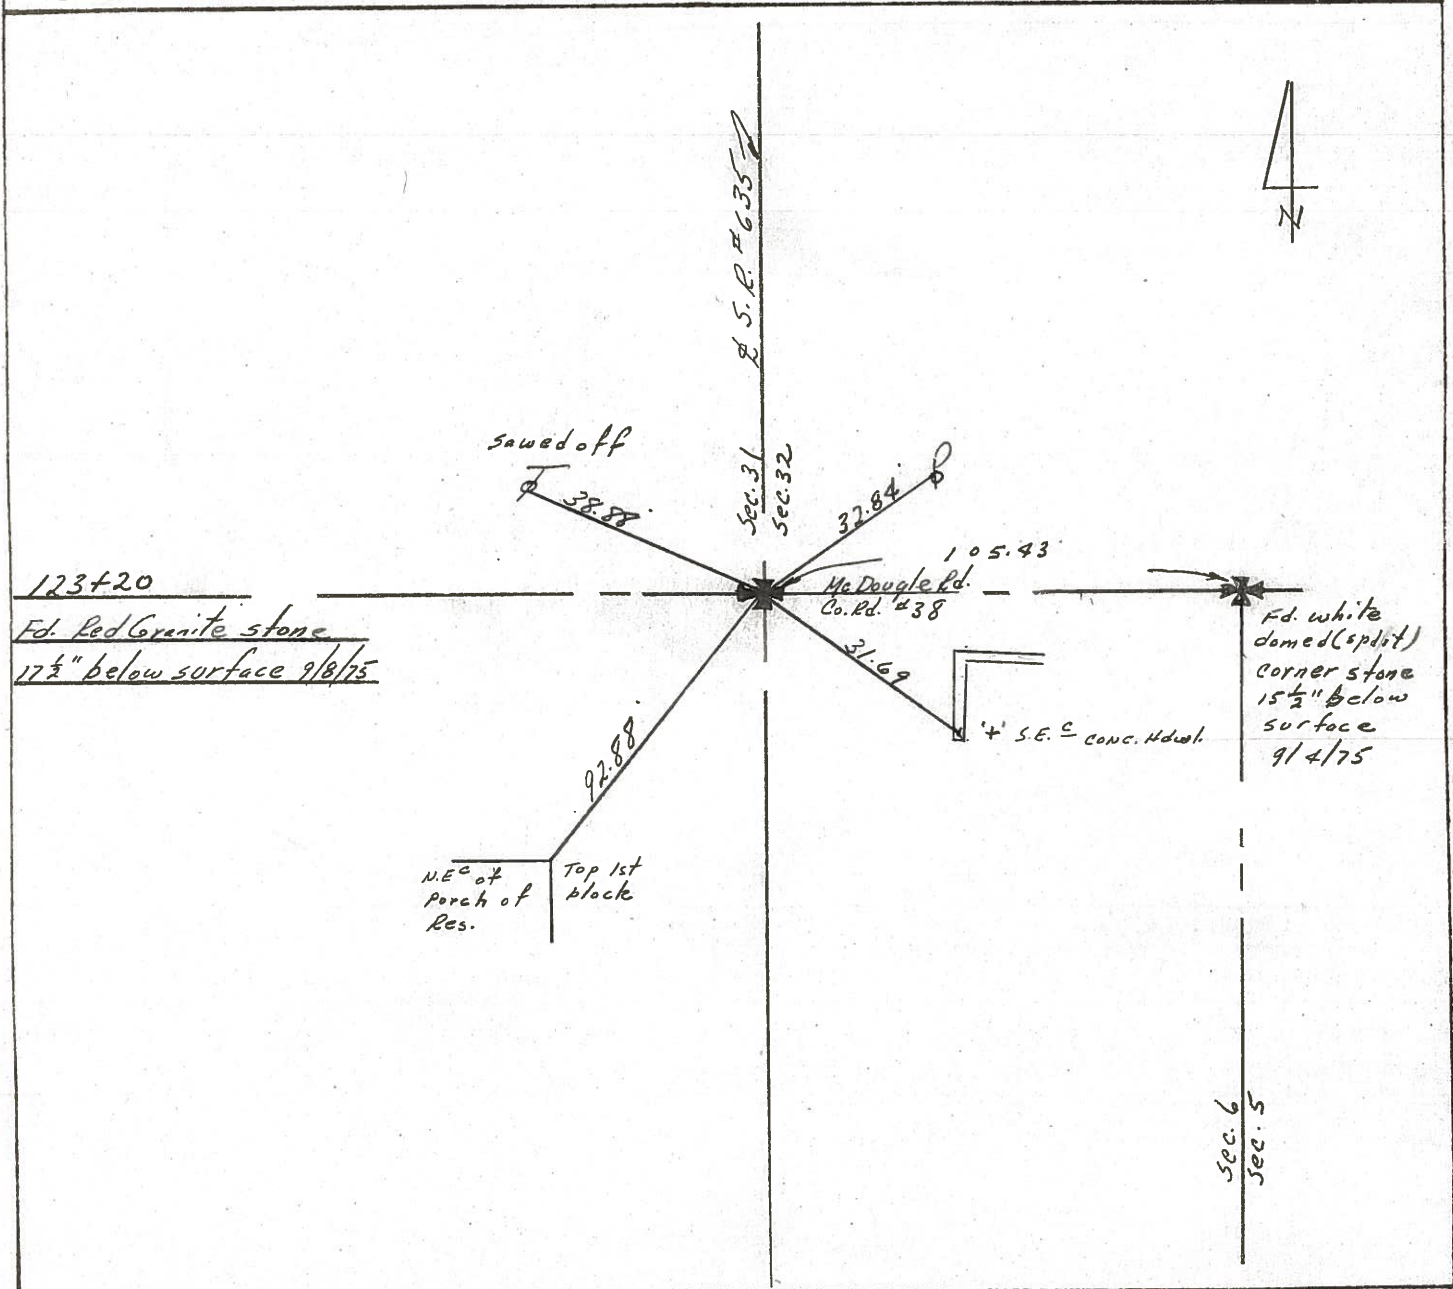 N
℄ S.R. #635
Sec. 31
Sec. 32
sawed off
38.88'
32.84'
105.43'
McDougle Rd.
Co. Rd. #38
123+20
Fd. Red Granite stone
17½" below surface 9/8/75
31.69
'+' S.E. c conc. Hdwl.
Fd. white
domed (split)
corner stone
15½" below
surface
9/4/75
92.88'
N.E c of
Porch of
Res.
Top 1st
block
Sec. 6
Sec. 5